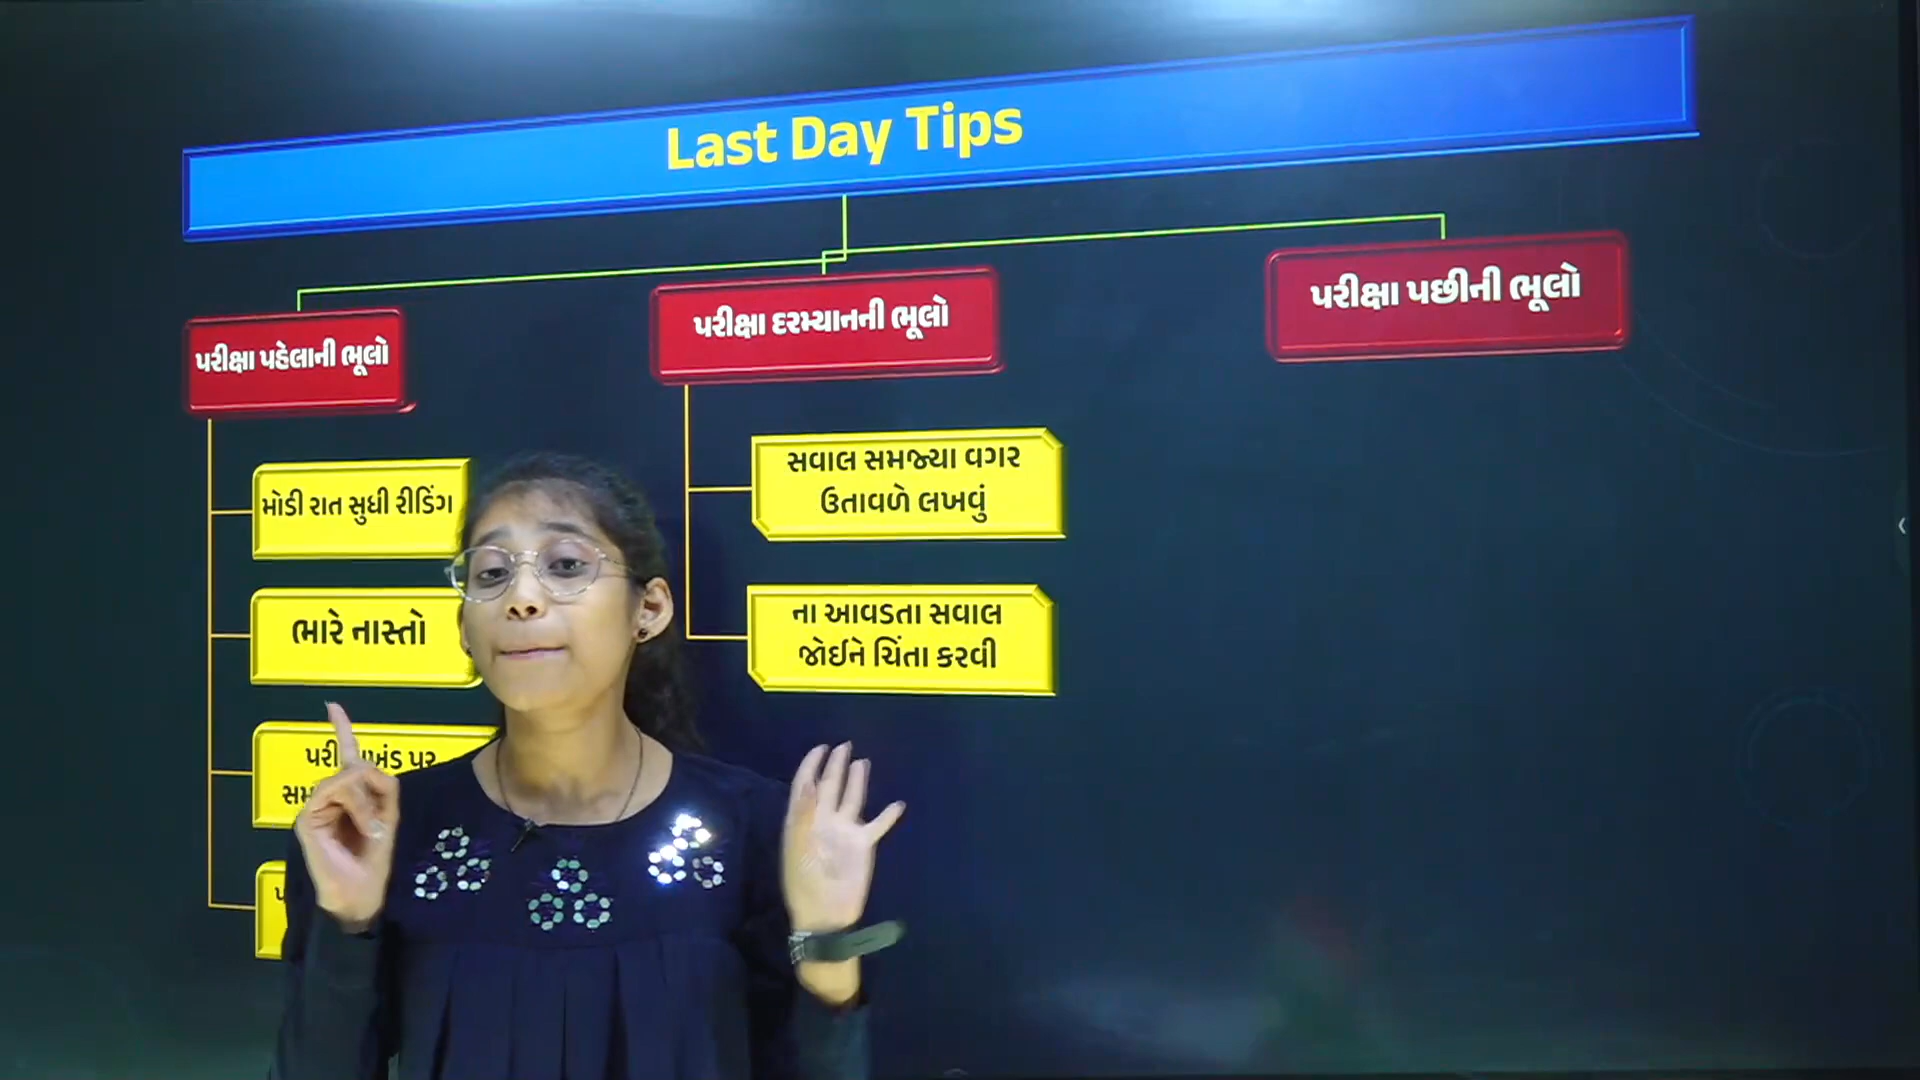 Last Day Tips
પરીક્ષા પહેલાની ભૂલો
પરીક્ષા દરમ્યાનની ભૂલો
પરીક્ષા પછીની ભૂલો
મોડી રાત સુધી રીડિંગ
ભારે નાસ્તો
પર
સવાલ સમજ્યા વગર
ઉતાવળે લખવું
ના આવડતા સવાલ
જોઈને ચિંતા કરવી